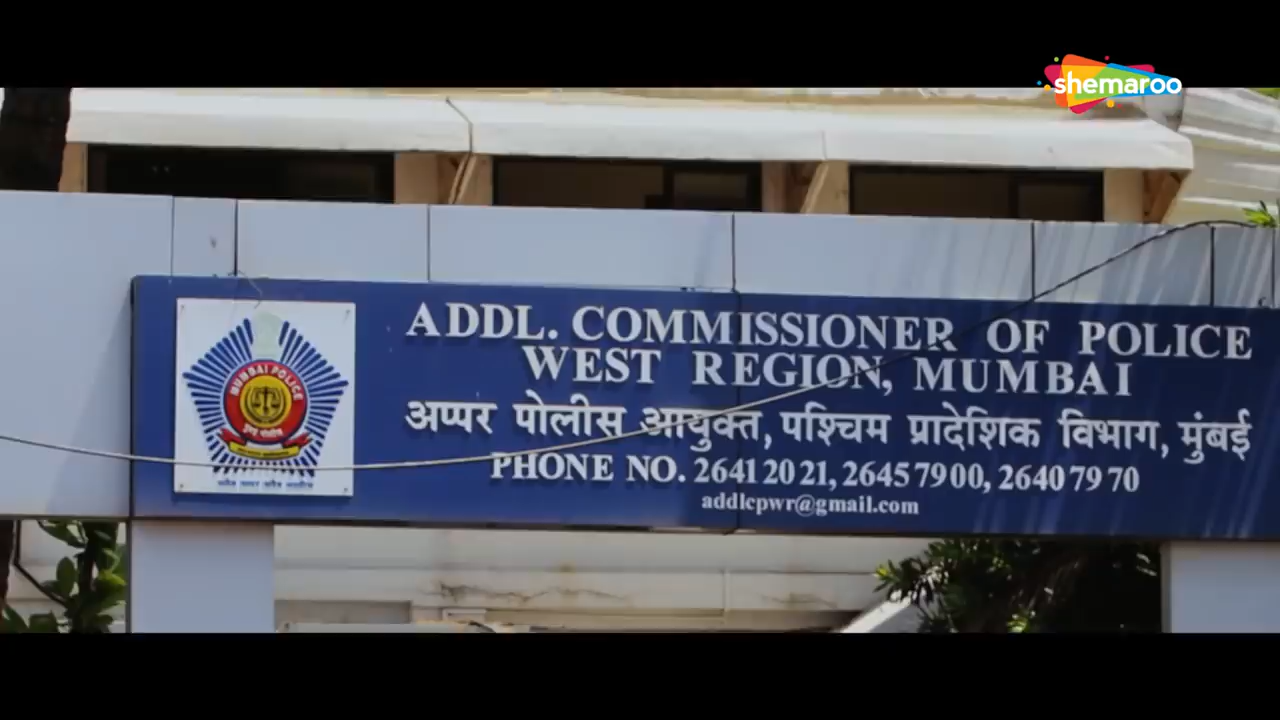 shemaroo
ADDL. COMMISSIONER OF POLICE
WEST REGION, MUMBAI
अप्पर पोलीस आयुक्त, पश्चिम प्रादेशिक विभाग, मुंबई
PHONE NO. 2641 20 21, 2645 79 00, 2640 79 70
addlcpwr@gmail.com
MUMBAI POLICE